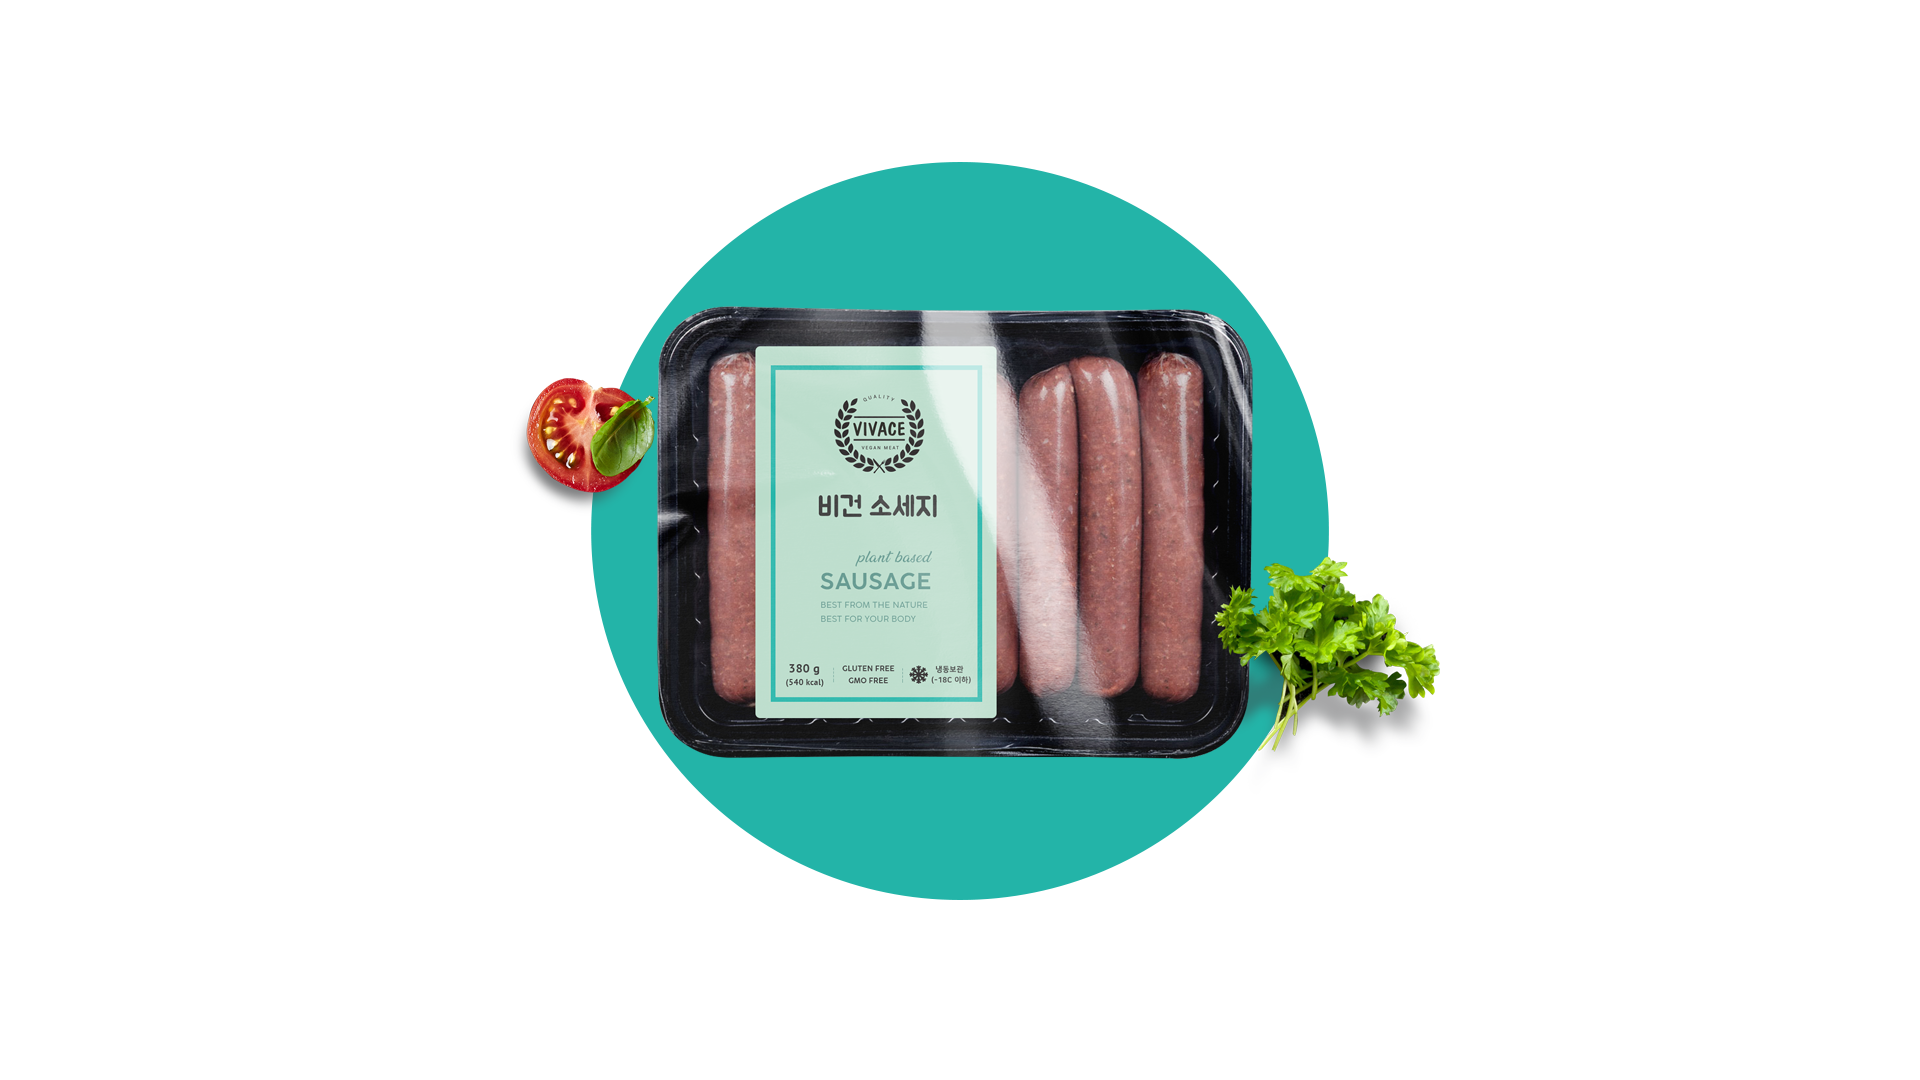 QUALITY
VIVACE
VEGAN MEAT
비건 소세지
plant based
SAUSAGE
BEST FROM THE NATURE
BEST FOR YOUR BODY
380 g
(540 kcal)
GLUTEN FREE
GMO FREE
냉동보관
(-18C 이하)